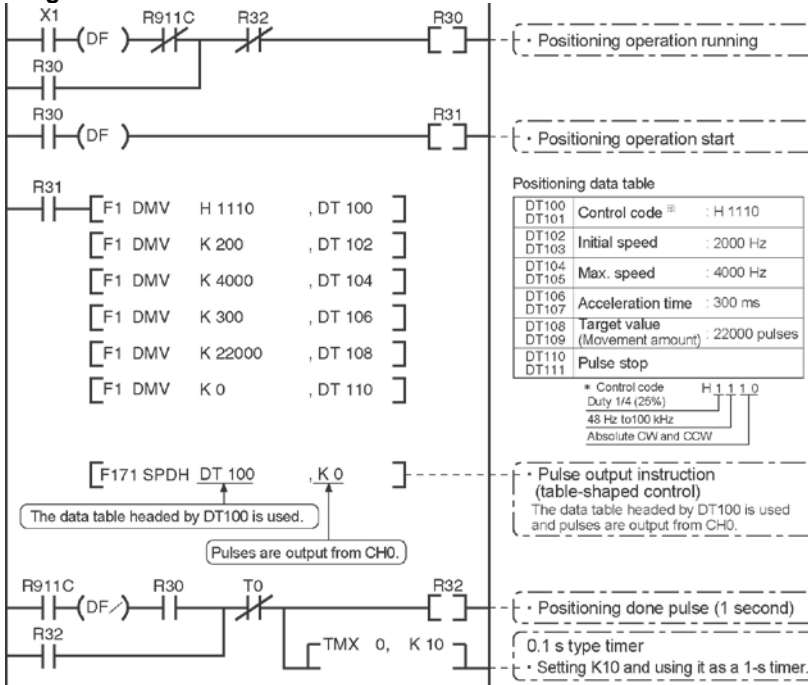 X1 R911C R32 R30
(DF ) · Positioning operation running
R30
R30 R31
(DF ) · Positioning operation start
R31
Positioning data table
F1 DMV H 1110 , DT 100
F1 DMV K 200 , DT 102
F1 DMV K 4000 , DT 104
F1 DMV K 300 , DT 106
F1 DMV K 22000 , DT 108
F1 DMV K 0 , DT 110
DT100 DT101 Control code ※ : H 1110
DT102 DT103 Initial speed : 2000 Hz
DT104 DT105 Max. speed : 4000 Hz
DT106 DT107 Acceleration time : 300 ms
DT108 DT109 Target value (Movement amount) : 22000 pulses
DT110 DT111 Pulse stop
* Control code H 1 1 1 0
Duty 1/4 (25%)
48 Hz to100 kHz
Absolute CW and CCW
F171 SPDH DT 100 , K 0
· Pulse output instruction
(table-shaped control)
The data table headed by DT100 is used
and pulses are output from CH0.
The data table headed by DT100 is used.
Pulses are output from CH0.
R911C R30 T0 R32
(DF/) · Positioning done pulse (1 second)
R32
TMX 0, K 10
0.1 s type timer
· Setting K10 and using it as a 1-s timer.